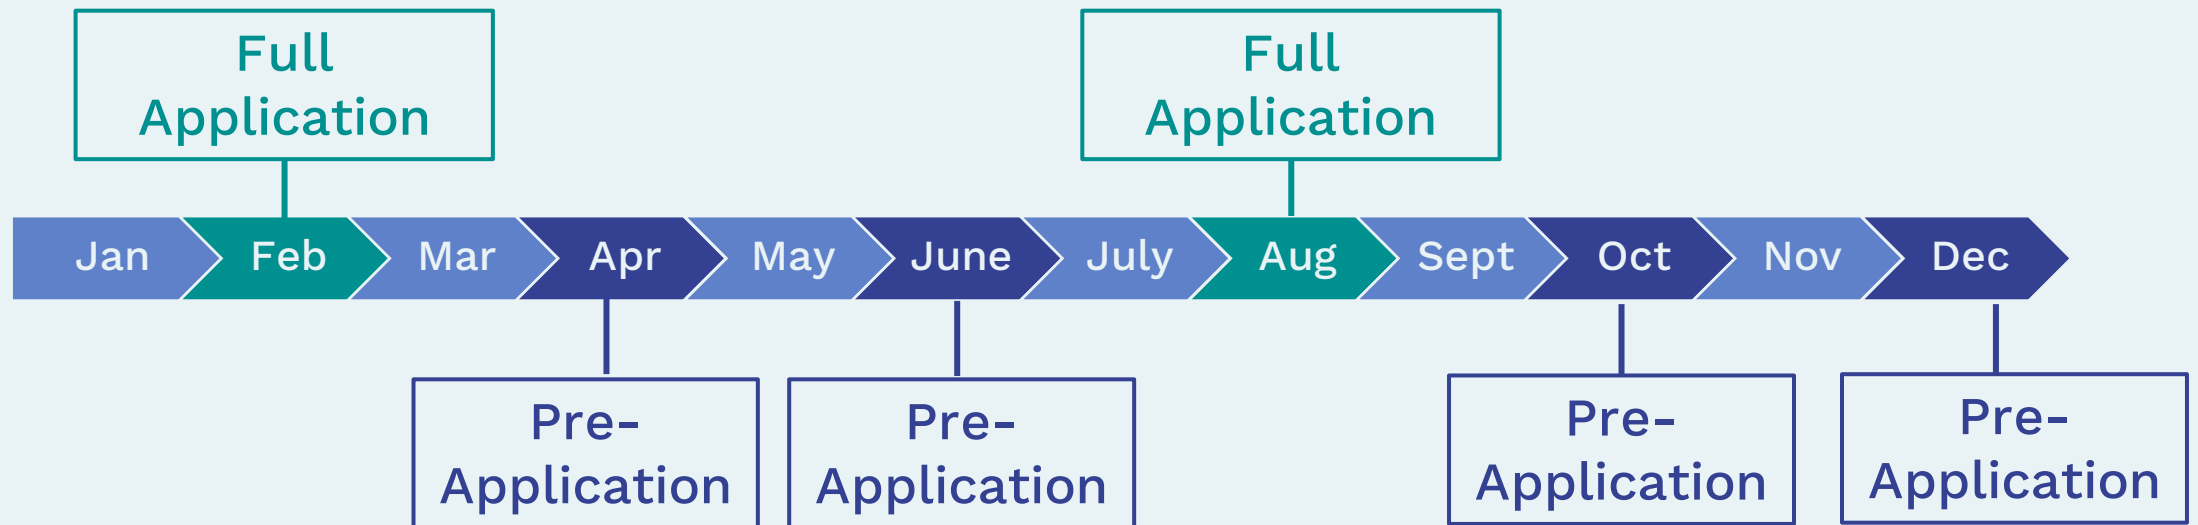 Full
Application
Full
Application
Jan Feb Mar Apr May June July Aug Sept Oct Nov Dec
Pre-
Application
Pre-
Application
Pre-
Application
Pre-
Application